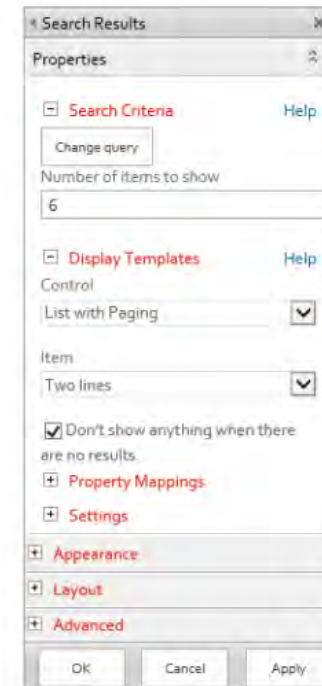 Search Results
Properties
Search Criteria Help
Change query
Number of items to show
6
Display Templates Help
Control
List with Paging
Item
Two lines
Don't show anything when there
are no results.
Property Mappings
Settings
Appearance
Layout
Advanced
OK Cancel Apply